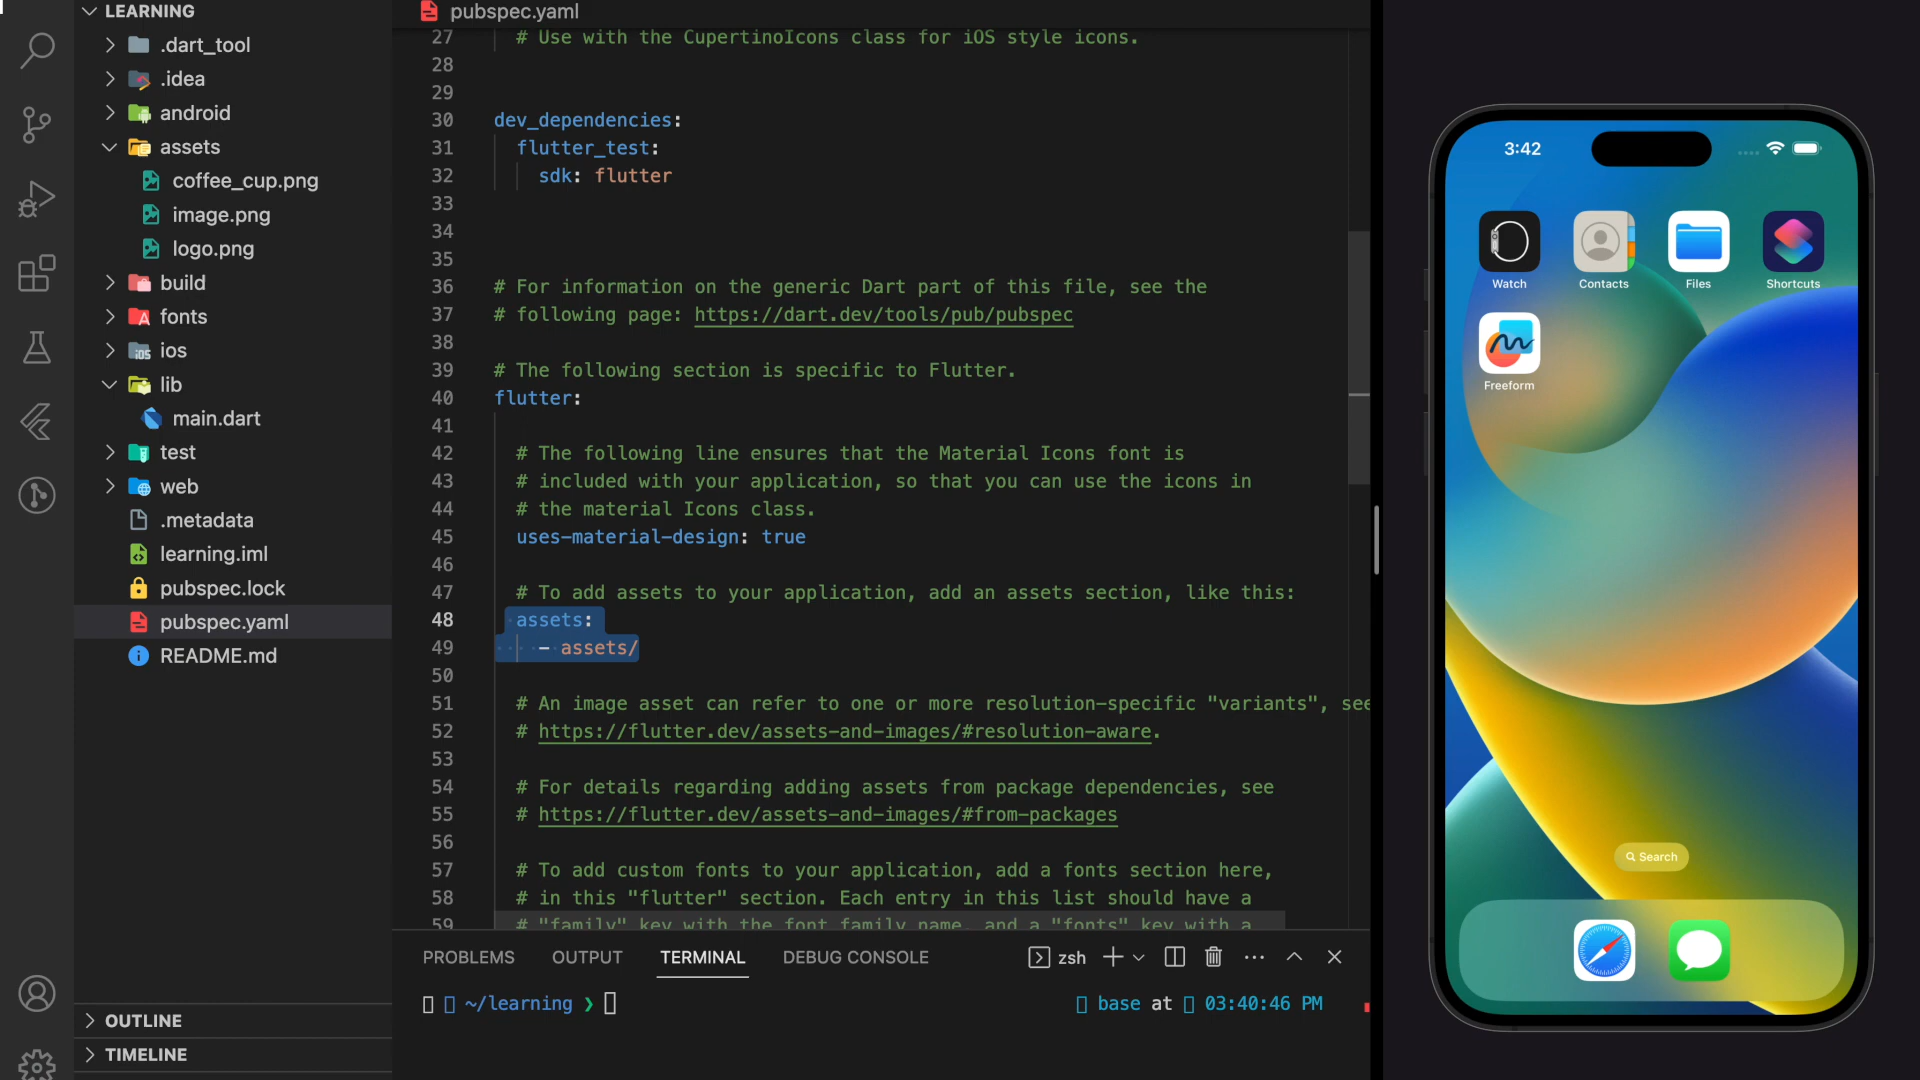 LEARNING
.dart_tool
.idea
android
assets
coffee_cup.png
image.png
logo.png
build
fonts
ios
lib
main.dart
test
web
.metadata
learning.iml
pubspec.lock
pubspec.yaml
README.md
OUTLINE
TIMELINE
pubspec.yaml
27 # Use with the CupertinoIcons class for iOS style icons.
28
29
30 dev_dependencies:
31 flutter_test:
32 sdk: flutter
33
34
35
36 # For information on the generic Dart part of this file, see the
37 # following page: https://dart.dev/tools/pub/pubspec
38
39 # The following section is specific to Flutter.
40 flutter:
41
42 # The following line ensures that the Material Icons font is
43 # included with your application, so that you can use the icons in
44 # the material Icons class.
45 uses-material-design: true
46
47 # To add assets to your application, add an assets section, like this:
48 assets:
49 - assets/
50
51 # An image asset can refer to one or more resolution-specific "variants", see
52 # https://flutter.dev/assets-and-images/#resolution-aware.
53
54 # For details regarding adding assets from package dependencies, see
55 # https://flutter.dev/assets-and-images/#from-packages
56
57 # To add custom fonts to your application, add a fonts section here,
58 # in this "flutter" section. Each entry in this list should have a
59 # "family" key with the font family name, and a "fonts" key with a
PROBLEMS OUTPUT TERMINAL DEBUG CONSOLE zsh
~/learning ❯ base at 03:40:46 PM
3:42
Watch Contacts Files Shortcuts
Freeform
Search